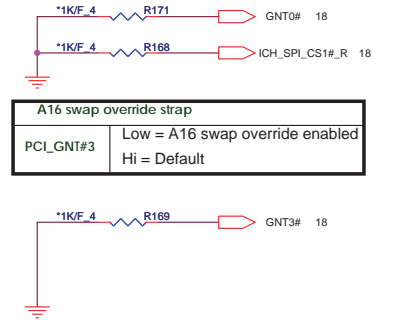 *1K/F_4 R171 GNT0# 18
*1K/F_4 R168 ICH_SPI_CS1#_R 18
A16 swap override strap
PCI_GNT#3 Low = A16 swap override enabled
Hi = Default
*1K/F_4 R169 GNT3# 18